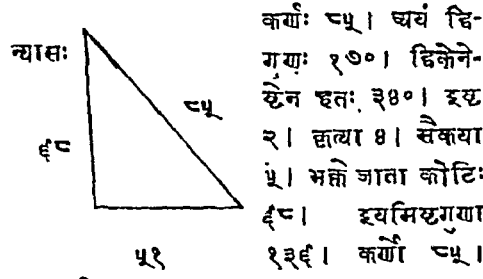 कर्णः ८५। अयं द्वि-
न्यासः
गुणः १७०। द्विकेने-
ष्टेन हतः ३४०। इष्ट
८५
२। कृत्या ४। सैकया
६८
५। भक्ते जाता कोटिः
६८। इयमिष्टगुणा
५१
१३६। कर्णो ८५।